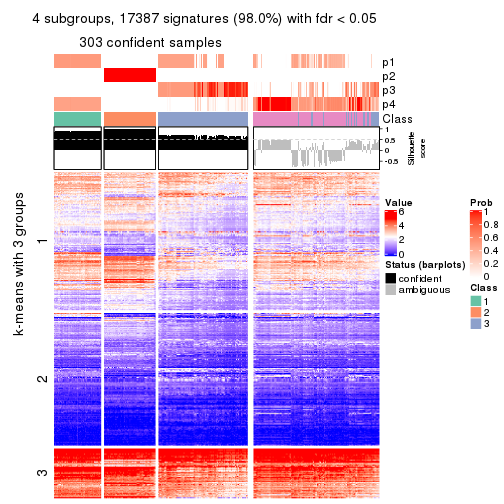 4 subgroups, 17387 signatures (98.0%) with fdr < 0.05
303 confident samples
p1
p2
p3
p4
Class
1
0.5
0
-0.5
Silhouette
score
k-means with 3 groups
1
2
3
Value
6
4
2
0
Status (barplots)
confident
ambiguous
Prob
1
0.8
0.6
0.4
0.2
0
Class
1
2
3